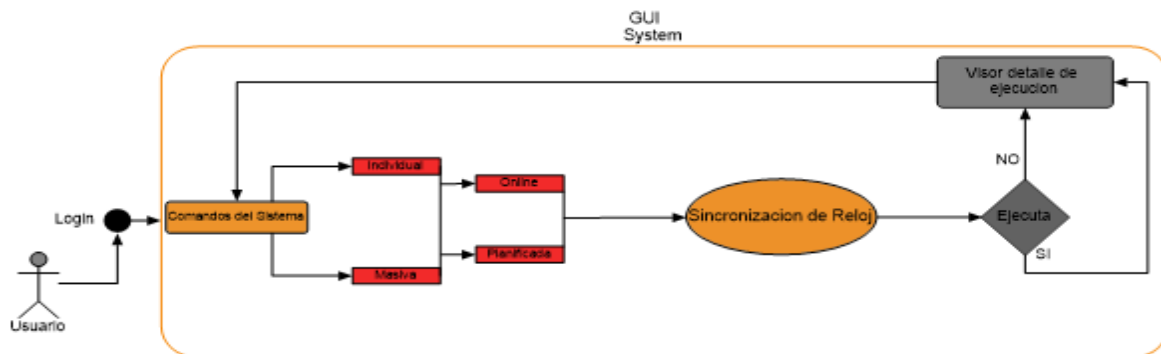 GUI
System
Visor detalle de
ejecucion
NO
Individual
Online
Login
Comandos del Sistema
Sincronizacion de Reloj
Ejecuta
Planificada
SI
Masiva
Usuario